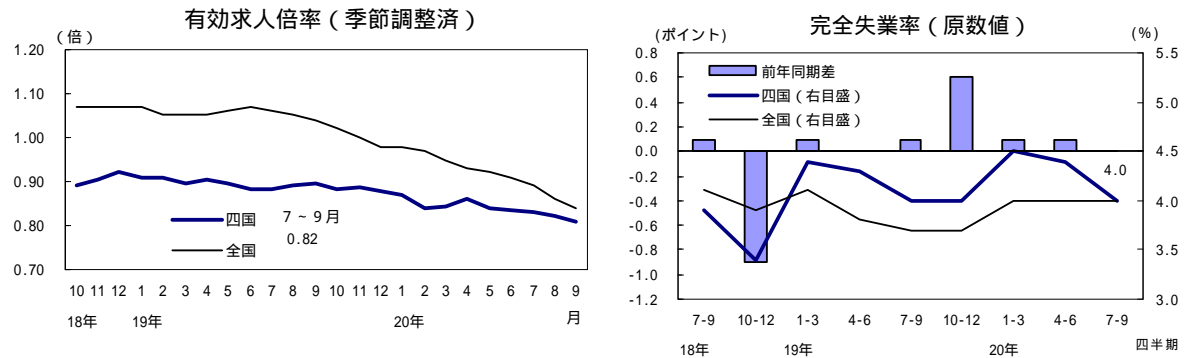 有効求人倍率（季節調整済）
（倍）
1.20
1.10
1.00
0.90
0.80
0.70
四国
全国
7～9月
0.82
10 11 12 1 2 3 4 5 6 7 8 9 10 11 12 1 2 3 4 5 6 7 8 9
18年 19年 20年 月
完全失業率（原数値）
(ポイント) (%)
0.8
0.6
0.4
0.2
0.0
-0.2
-0.4
-0.6
-0.8
-1.0
-1.2
前年同期差
四国（右目盛）
全国（右目盛）
4.0
5.5
5.0
4.5
4.0
3.5
3.0
7-9 10-12 1-3 4-6 7-9 10-12 1-3 4-6 7-9
18年 19年 20年 四半期